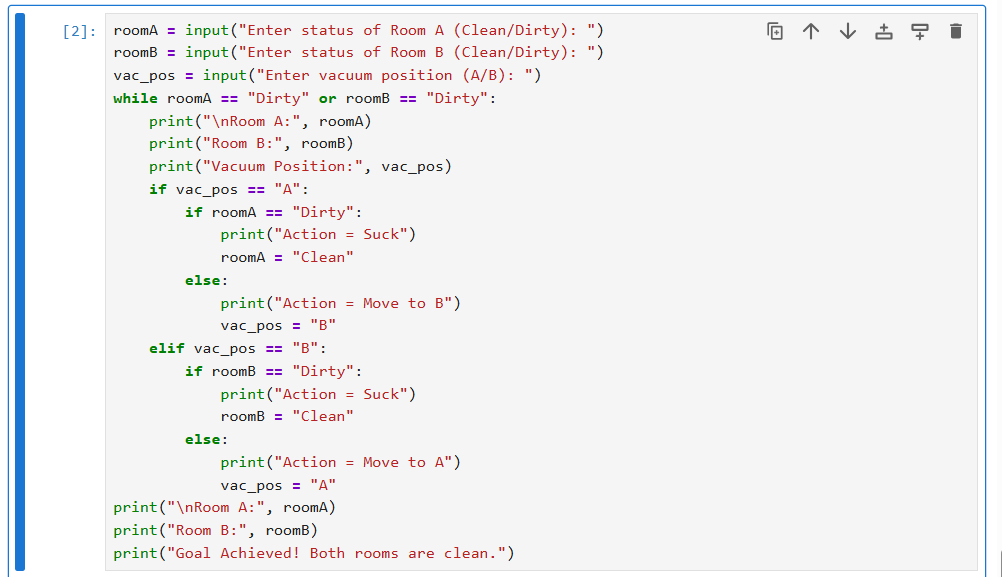 [2]:
roomA = input("Enter status of Room A (Clean/Dirty): ")
roomB = input("Enter status of Room B (Clean/Dirty): ")
vac_pos = input("Enter vacuum position (A/B): ")
while roomA == "Dirty" or roomB == "Dirty":
    print("\nRoom A:", roomA)
    print("Room B:", roomB)
    print("Vacuum Position:", vac_pos)
    if vac_pos == "A":
        if roomA == "Dirty":
            print("Action = Suck")
            roomA = "Clean"
        else:
            print("Action = Move to B")
            vac_pos = "B"
    elif vac_pos == "B":
        if roomB == "Dirty":
            print("Action = Suck")
            roomB = "Clean"
        else:
            print("Action = Move to A")
            vac_pos = "A"
print("\nRoom A:", roomA)
print("Room B:", roomB)
print("Goal Achieved! Both rooms are clean.")